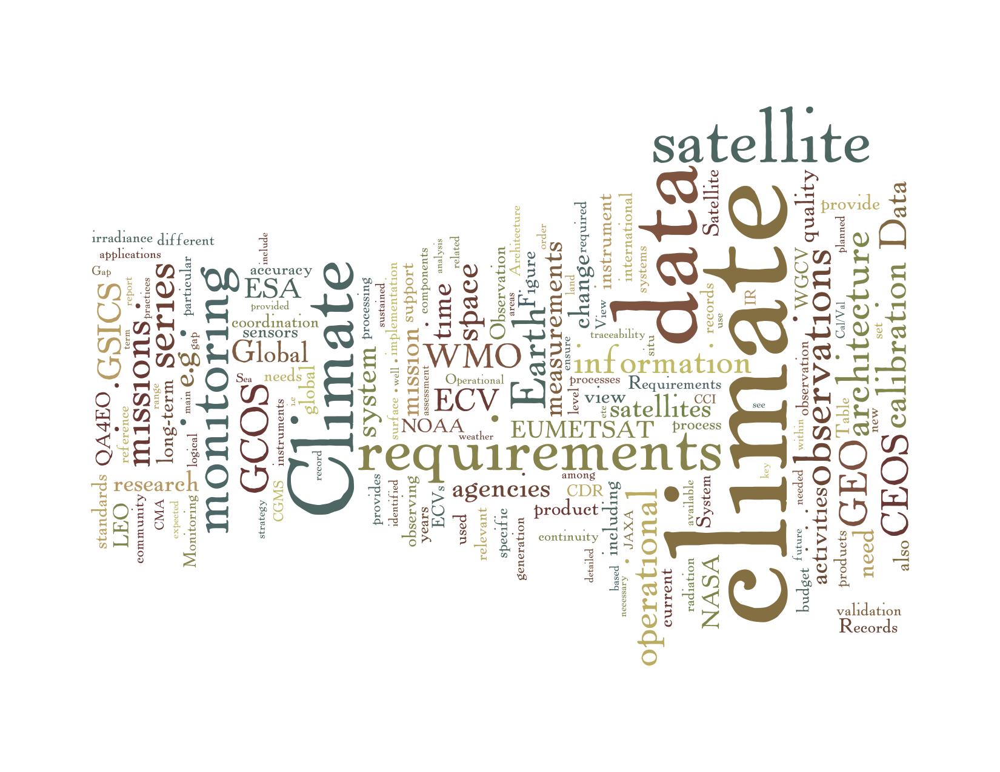 satellite
data
climate
Satellite
quality
provide
Data
planned
architecture
WGCV
observations
Cal/Val
set
calibration
IR
records
use
see
key
observation
within
Table
new
needed
activities
GEO
CEOS
future
budget
products
need
also
validation
Records
irradiance
different
applications
Gap
GSICS
report
practices
series
particular
missions
term
e.g.
gap
monitoring
QA4EO
reference
range
long-term
main
logical
standards
research
LEO
community
CMA
expected
Monitoring
include
accuracy
ESA
provided
coordination
sensors
Global
Sea
needs
global
i.e
GCOS
instruments
strategy
CGMS
record
Climate
processing
sustained
implementation
support
components
analysis
related
time
space
system
well
surface
mission
assessment
WMO
Operational
ECV
NOAA
weather
EUMETSAT
requirements
Observation
areas
Architecture
Figure
order
Earth
measurements
land
change
required
View
instrument
international
systems
traceability
situ
ensure
information
processes
Requirements
level
view
etc
satellites
CCI
process
provides
identified
observing
years
ECVs
agencies
used
relevant
specific
generation
among
CDR
product
continuity
detailed
including
based
necessary
JAXA
operational
current
available
System
radiation
NASA